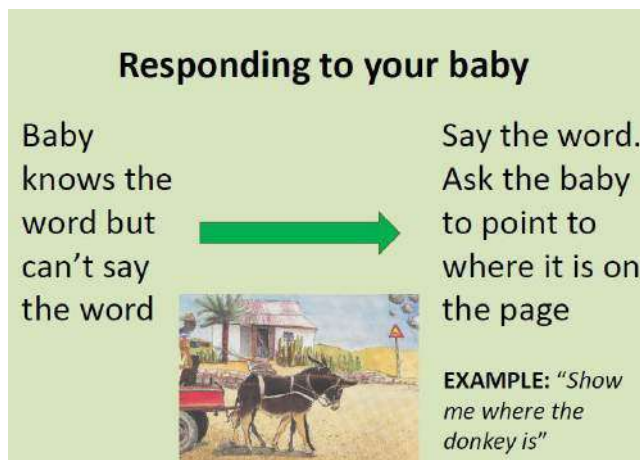 Responding to your baby
Baby
knows the
word but
can’t say
the word
Say the word.
Ask the baby
to point to
where it is on
the page
EXAMPLE: “Show
me where the
donkey is”